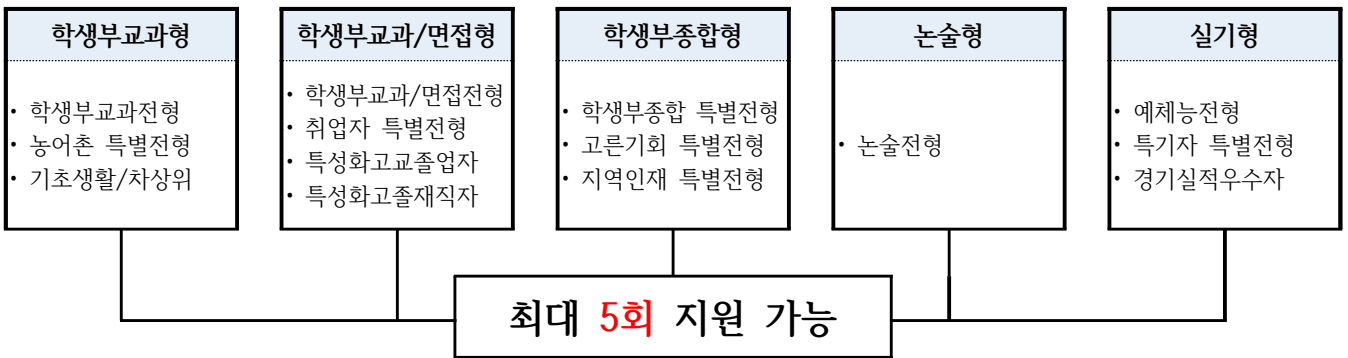 학생부교과형
· 학생부교과전형
· 농어촌 특별전형
· 기초생활/차상위
학생부교과/면접형
· 학생부교과/면접전형
· 취업자 특별전형
· 특성화고교졸업자
· 특성화고졸재직자
학생부종합형
· 학생부종합 특별전형
· 고른기회 특별전형
· 지역인재 특별전형
논술형
· 논술전형
실기형
· 예체능전형
· 특기자 특별전형
· 경기실적우수자
최대 5회 지원 가능